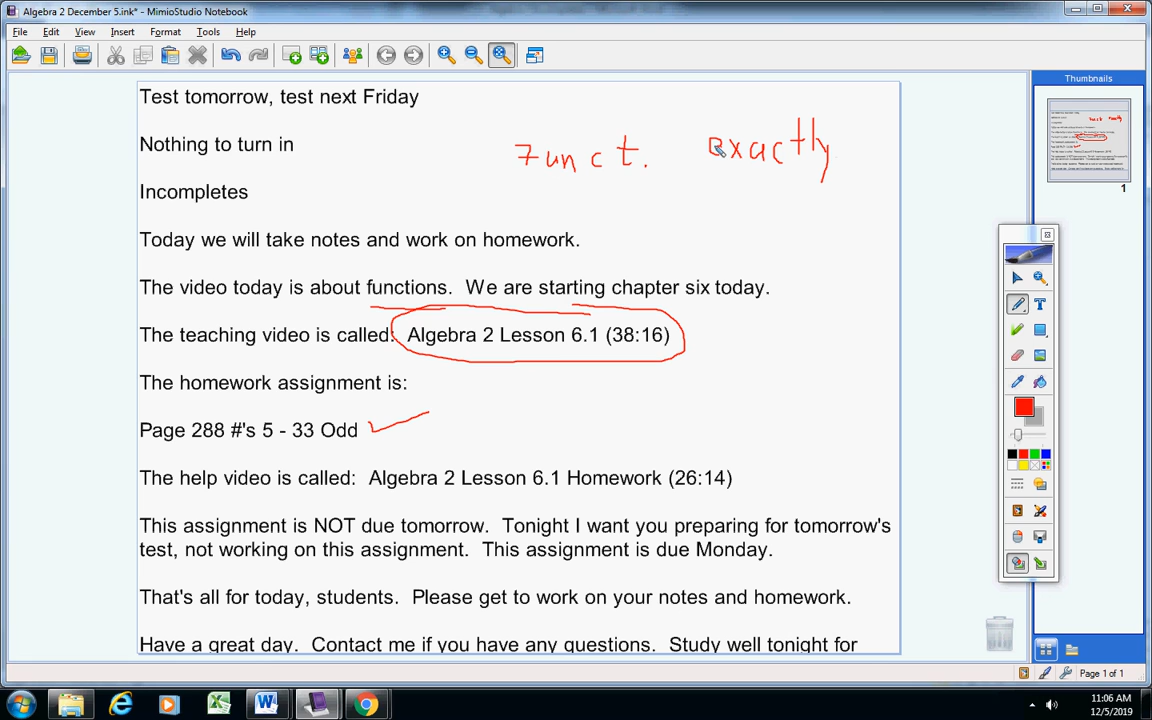 Algebra 2 December 5.ink* - MimioStudio Notebook
File Edit View Insert Format Tools Help
Thumbnails
Test tomorrow, test next Friday
Nothing to turn in
7unct. exactly
Incompletes
Today we will take notes and work on homework.
The video today is about functions. We are starting chapter six today.
The teaching video is called: Algebra 2 Lesson 6.1 (38:16)
The homework assignment is:
Page 288 #'s 5 - 33 Odd
The help video is called: Algebra 2 Lesson 6.1 Homework (26:14)
This assignment is NOT due tomorrow. Tonight I want you preparing for tomorrow's
test, not working on this assignment. This assignment is due Monday.
That's all for today, students. Please get to work on your notes and homework.
Have a great day. Contact me if you have any questions. Study well tonight for
1
Page 1 of 1
11:06 AM
12/5/2019